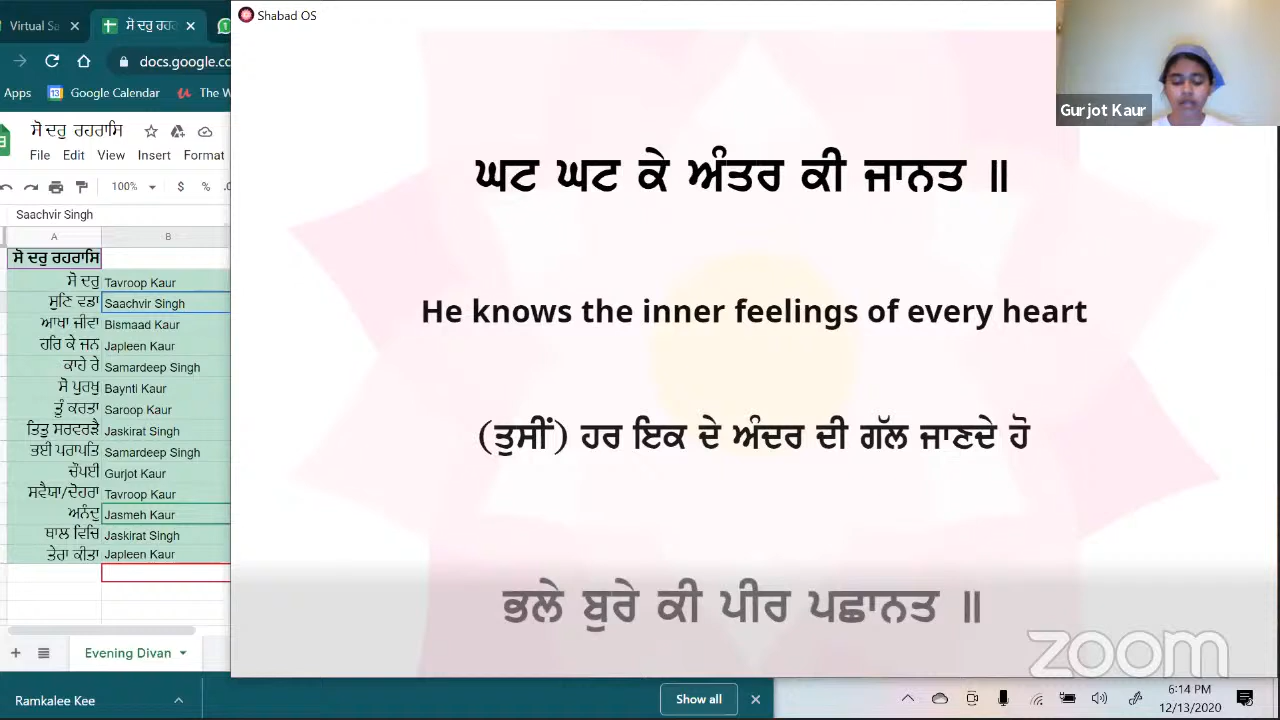 Virtual Sa
ਸੋ ਦਰੁ ਰਹਰ
docs.google.co
Apps
Google Calendar
The W
ਸੋ ਦਰੁ ਰਹਰਾਸਿ
File Edit View Insert Format
100% $ % .0
Saachvir Singh
A B
ਸੋ ਦਰੁ ਰਹਰਾਸਿ
ਸੋ ਦਰੁ Tavroop Kaur
ਸੁਣਿ ਵਡਾ Saachvir Singh
ਆਖਾ ਜੀਵਾ Bismaad Kaur
ਹਰਿ ਕੇ ਜਨ Japleen Kaur
ਕਾਹੇ ਰੇ Samardeep Singh
ਸੋ ਪੁਰਖੁ Baynti Kaur
ਤੂੰ ਕਰਤਾ Saroop Kaur
ਤਿਤੁ ਸਰਵਰੜੈ Jaskirat Singh
ਭਈ ਪਰਾਪਤਿ Samardeep Singh
ਚੌਪਈ Gurjot Kaur
ਸਵੈਯਾ/ਦੋਹਰਾ Tavroop Kaur
ਅਨੰਦੁ Jasmeh Kaur
ਥਾਲ ਵਿਚਿ Jaskirat Singh
ਤੇਰਾ ਕੀਤਾ Japleen Kaur
Evening Divan
Shabad OS
ਘਟ ਘਟ ਕੇ ਅੰਤਰ ਕੀ ਜਾਨਤ ॥
He knows the inner feelings of every heart
(ਤੁਸੀਂ) ਹਰ ਇਕ ਦੇ ਅੰਦਰ ਦੀ ਗੱਲ ਜਾਣਦੇ ਹੋ
ਭਲੇ ਬੁਰੇ ਕੀ ਪੀਰ ਪਛਾਨਤ ॥
Gurjot Kaur
zoom
Ramkalee Kee
Show all
6:14 PM
12/13/2020